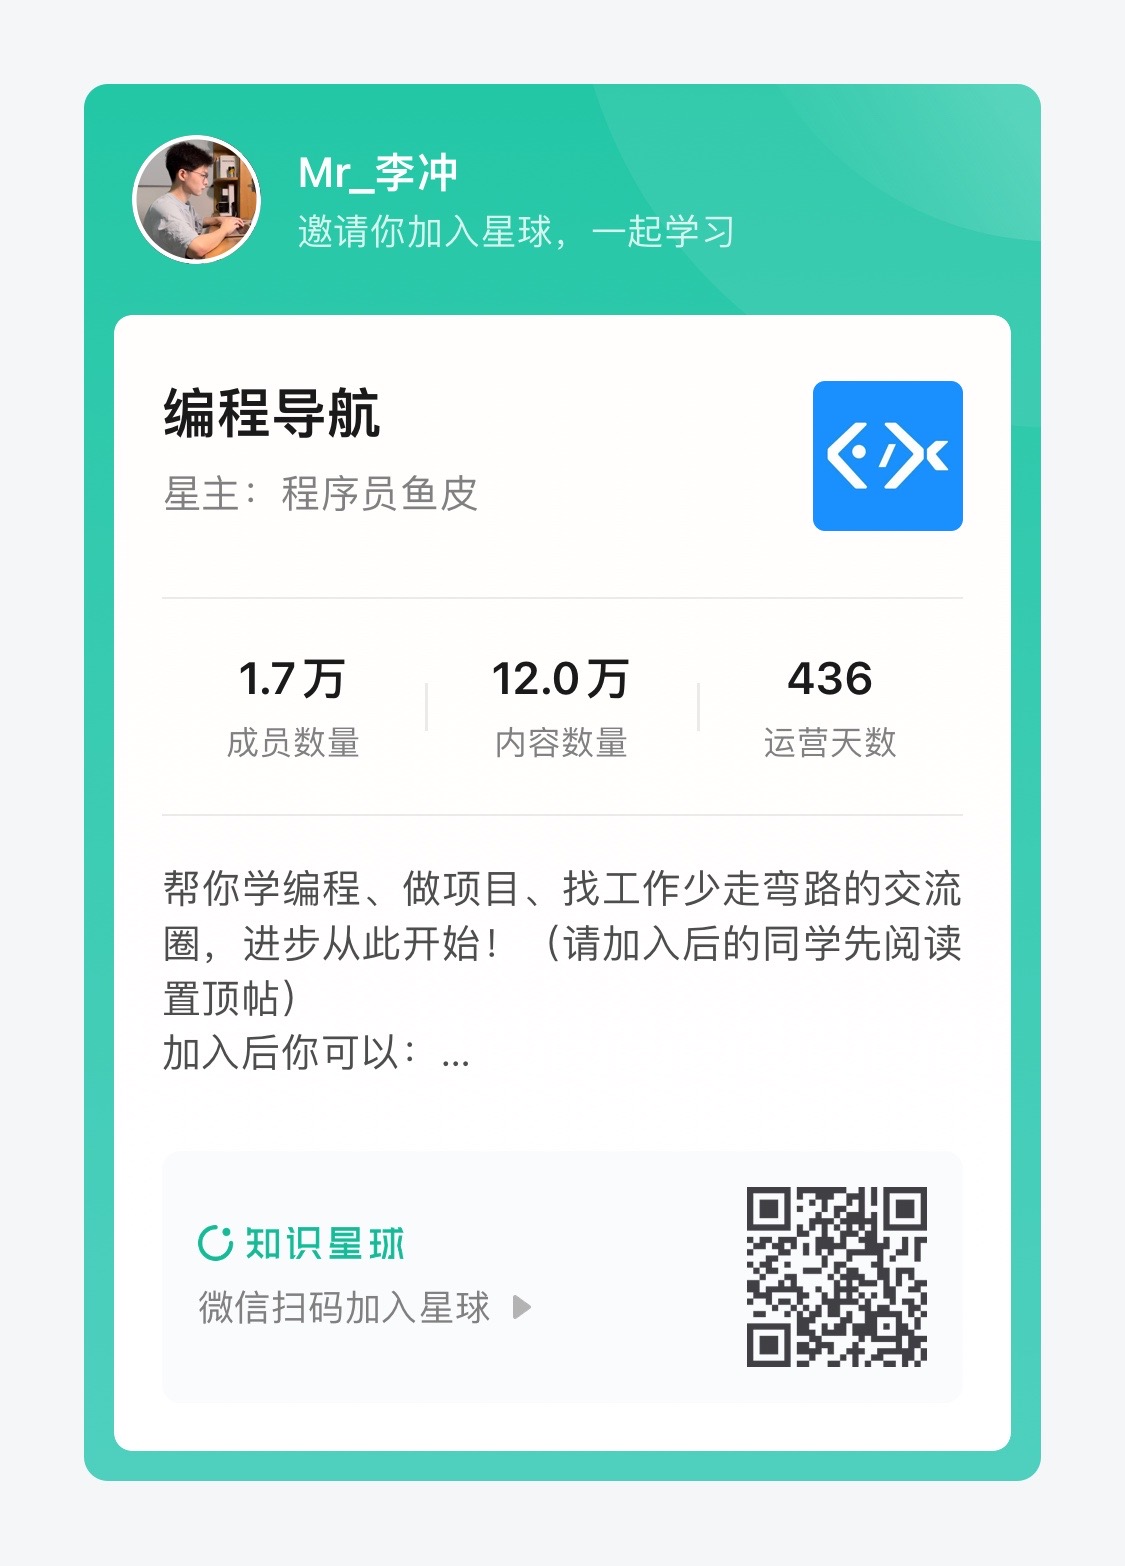 Mr_李冲
邀请你加入星球，一起学习
编程导航
星主：程序员鱼皮
1.7 万
12.0 万
436
成员数量
内容数量
运营天数
帮你学编程、做项目、找工作少走弯路的交流
圈，进步从此开始！（请加入后的同学先阅读
置顶帖）
加入后你可以：...
知识星球
微信扫码加入星球